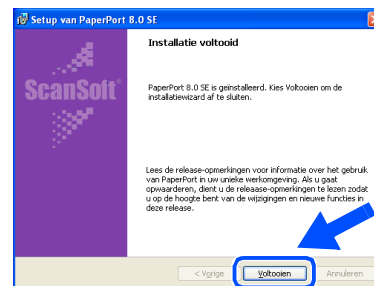 Setup van PaperPort 8.0 SE
Installatie voltooid
ScanSoft®
PaperPort 8.0 SE is geïnstalleerd. Kies Voltooien om de
installatiewizard af te sluiten.
Lees de release-opmerkingen voor informatie over het gebruik
van PaperPort in uw unieke werkomgeving. Als u gaat
opwaarderen, dient u de releaase-opmerkingen te lezen zodat
u op de hoogte bent van de wijzigingen en nieuwe functies in
deze release.
< Vorige
Voltooien
Annuleren